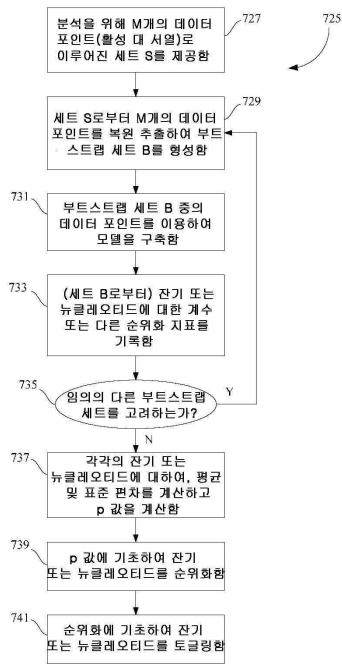 분석을 위해 M개의 데이터
포인트(활성 대 서열)로
이루어진 세트 S를 제공함
727
725
세트 S로부터 M개의 데이터
포인트를 복원 추출하여 부트
스트랩 세트 B를 형성함
729
731
부트스트랩 세트 B 중의
데이터 포인트를 이용하여
모델을 구축함
733
(세트 B로부터) 잔기 또는
뉴클레오티드에 대한 계수
또는 다른 순위화 지표를
기록함
735
임의의 다른 부트스트랩
세트를 고려하는가?
Y
N
737
각각의 잔기 또는
뉴클레오티드에 대하여, 평균
및 표준 편차를 계산하고
p 값을 계산함
739
p 값에 기초하여 잔기
또는 뉴클레오티드를 순위화함
741
순위화에 기초하여 잔기
또는 뉴클레오티드를 토글링함